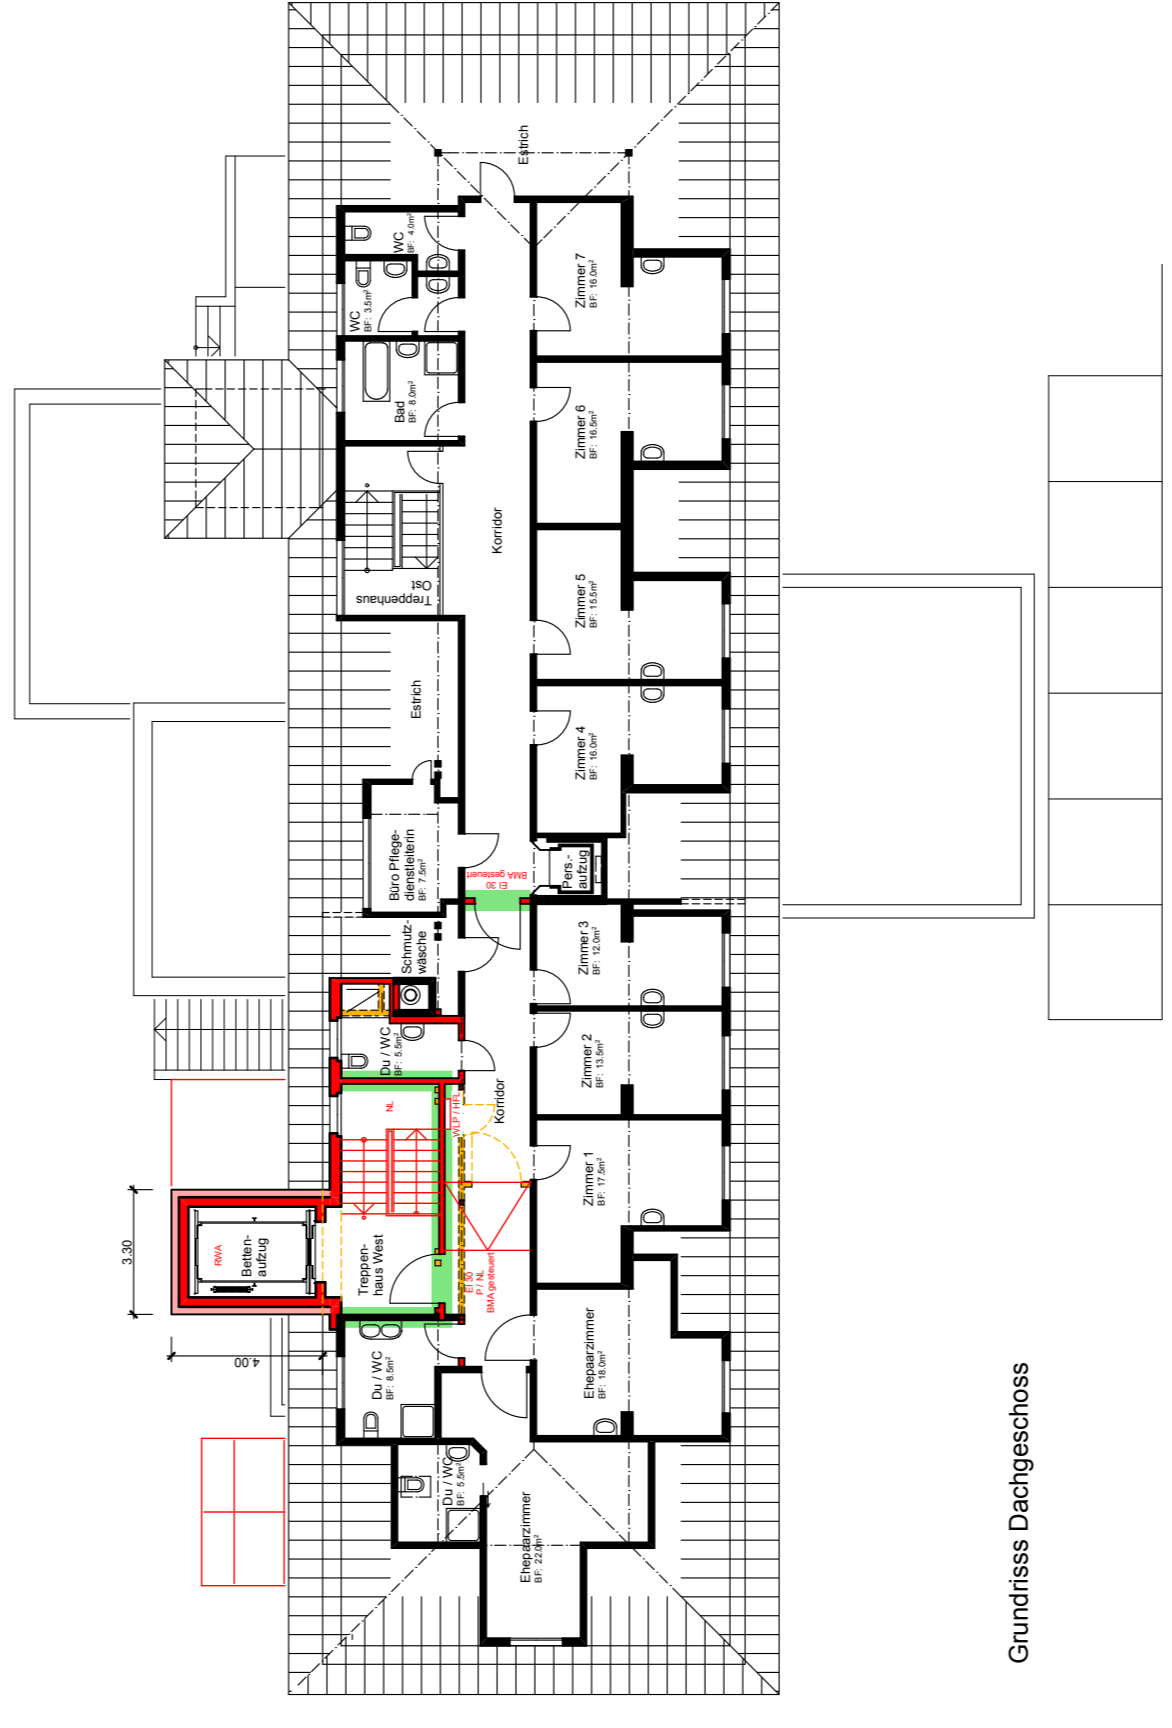 Estrich
WC
BF: 4.0m²
WC
BF: 3.5m²
Bad
BF: 8.0m²
Zimmer 7
BF: 16.0m²
Zimmer 6
BF: 16.5m²
Korridor
Treppenhaus
Ost
Zimmer 5
BF: 15.5m²
Estrich
Zimmer 4
BF: 16.0m²
Büro Pflege-
dienstleiterin
BF: 7.5m²
Pers.-
aufzug
EI 30
BMA gesteuert
Schmutz-
wäsche
Zimmer 3
BF: 12.0m²
Du / WC
BF: 5.5m²
Zimmer 2
BF: 13.5m²
Korridor
NL
WLP / HFL
Zimmer 1
BF: 17.5m²
3.30
RWA
Betten-
aufzug
Treppen-
haus West
EI 30
P / NL
BMA gesteuert
4.00
Du / WC
BF: 8.5m²
Ehepaarzimmer
BF: 18.0m²
Du / WC
BF: 5.5m²
Ehepaarzimmer
BF: 22.0m²
Grundrisss Dachgeschoss